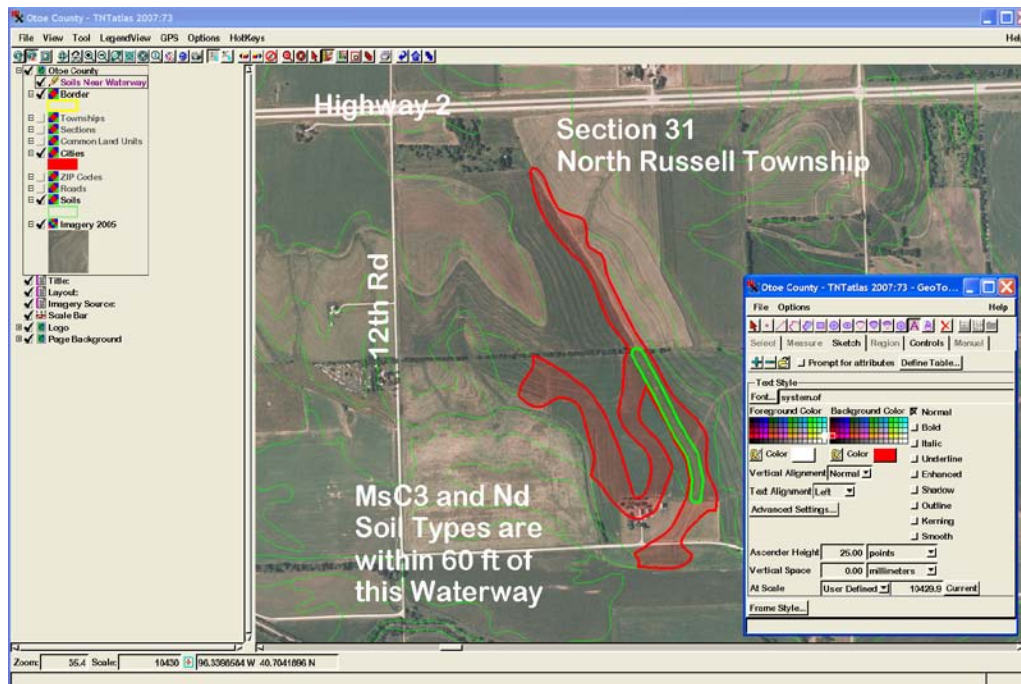 Otoe County - TNTatlas 2007:73
File View Tool LegendView GPS Options HotKeys
Otoe County
Soils Near Waterway
Border
Townships
Sections
Common Land Units
Cities
ZIP Codes
Roads
Soils
Imagery 2005
Title:
Layout:
Imagery Source:
Scale Bar
Logo
Page Background
Highway 2
Section 31
North Russell Township
12th Rd
MsC3 and Nd
Soil Types are
within 60 ft of
this Waterway
Otoe County - TNTatlas 2007:73 - GeoTo...
File Options Help
Select Measure Sketch Region Controls Manual
Prompt for attributes Define Table...
Text Style
Font... system.of
Foreground Color Background Color Normal
Bold
Italic
Color Color Underline
Vertical Alignment Normal Enhanced
Text Alignment Left Shadow
Advanced Settings... Outline
Kerning
Smooth
Ascender Height 25.00 points
Vertical Space 0.00 millimeters
At Scale User Defined 10429.9 Current
Frame Style...
Zoom: 35.4 Scale: 10430